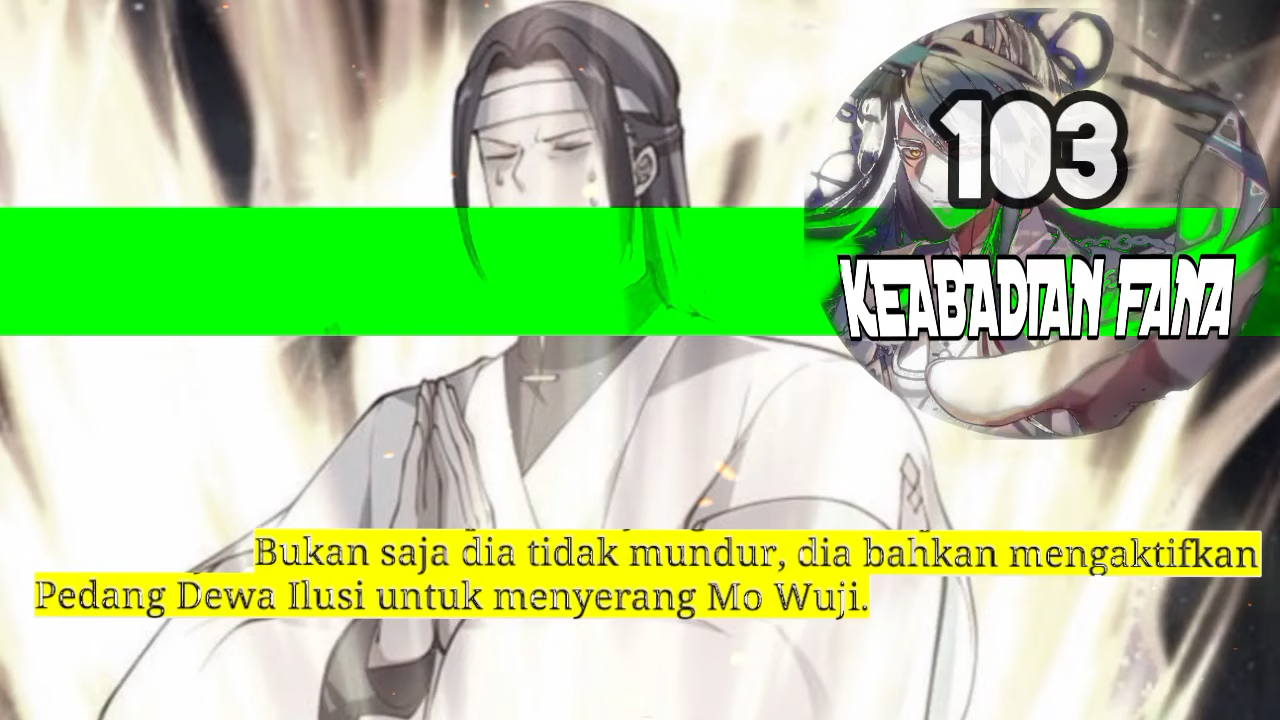 103
KEABADIAN FANA
Bukan saja dia tidak mundur, dia bahkan mengaktifkan
Pedang Dewa Ilusi untuk menyerang Mo Wuji.